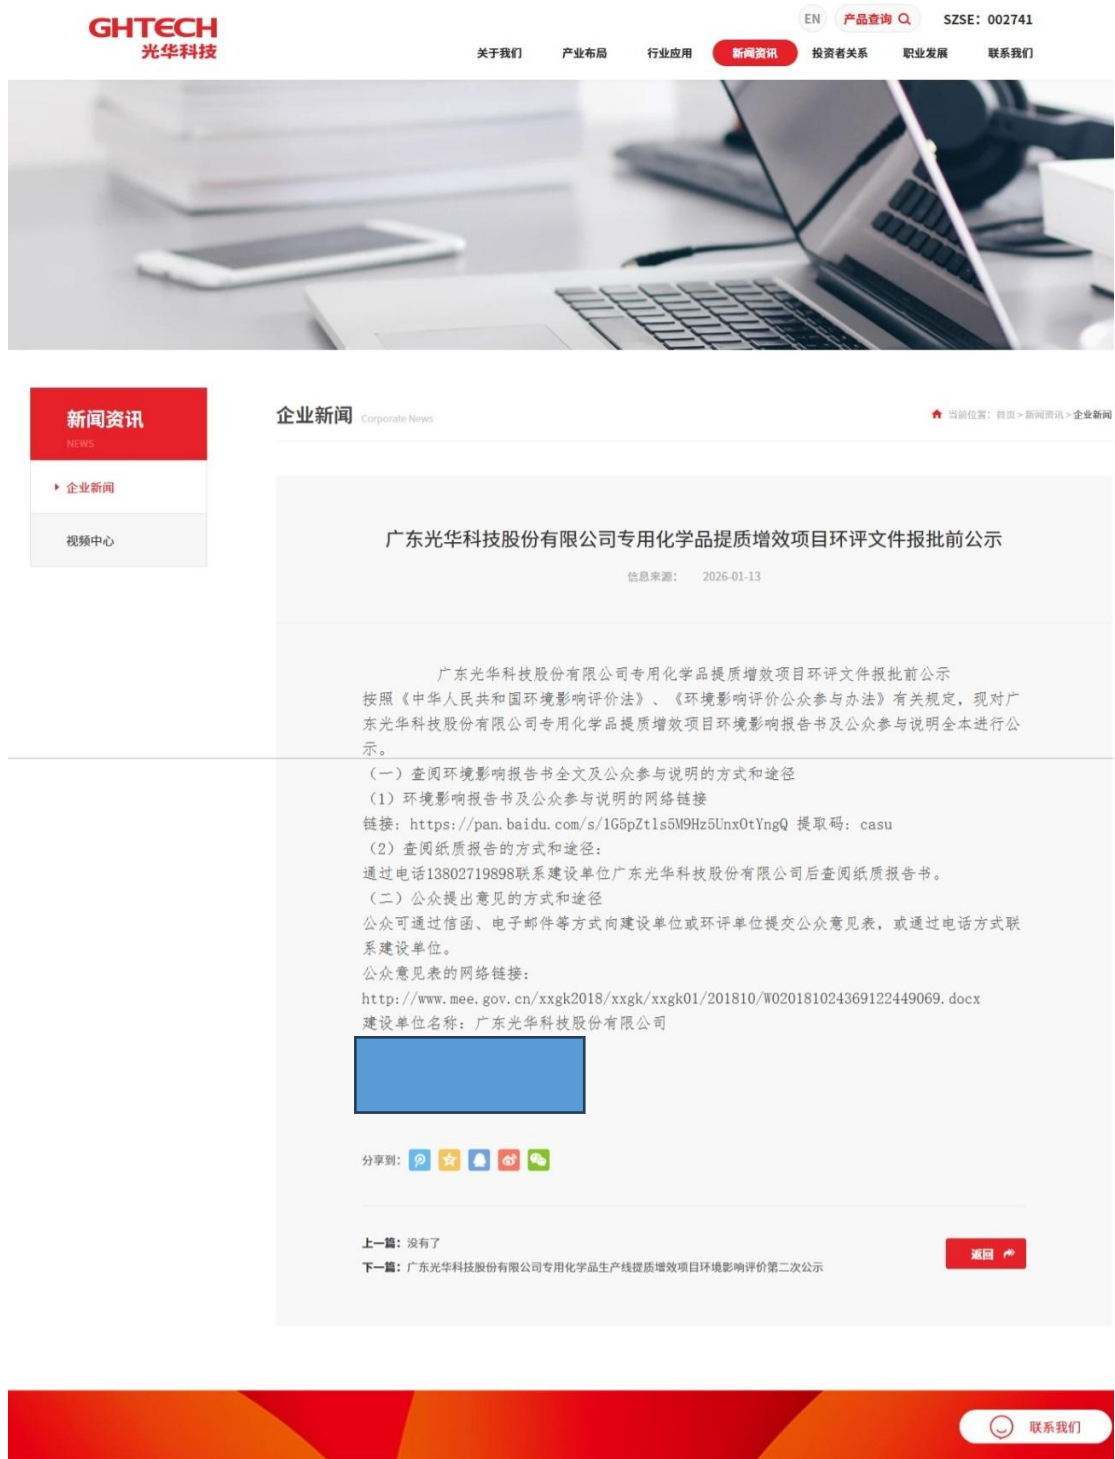 GHTECH
光华科技
EN
产品查询
SZSE：002741
关于我们 产业布局 行业应用 新闻资讯 投资者关系 职业发展 联系我们
新闻资讯
NEWS
企业新闻
视频中心
企业新闻 Corporate News
当前位置：首页>新闻资讯>企业新闻
广东光华科技股份有限公司专用化学品提质增效项目环评文件报批前公示
信息来源： 2026-01-13
广东光华科技股份有限公司专用化学品提质增效项目环评文件报批前公示
按照《中华人民共和国环境影响评价法》、《环境影响评价公众参与办法》有关规定，现对广
东光华科技股份有限公司专用化学品提质增效项目环境影响报告书及公众参与说明全本进行公
示。
（一）查阅环境影响报告书全文及公众参与说明的方式和途径
（1）环境影响报告书及公众参与说明的网络链接
链接：https://pan.baidu.com/s/1G5pZtls5M9Hz5UnxOtYngQ 提取码：casu
（2）查阅纸质报告的方式和途径：
通过电话13802719898联系建设单位广东光华科技股份有限公司后查阅纸质报告书。
（二）公众提出意见的方式和途径
公众可通过信函、电子邮件等方式向建设单位或环评单位提交公众意见表，或通过电话方式联
系建设单位。
公众意见表的网络链接：
http://www.mee.gov.cn/xxgk2018/xxgk/xxgk01/201810/W020181024369122449069.docx
建设单位名称：广东光华科技股份有限公司
分享到：
上一篇：没有了
下一篇：广东光华科技股份有限公司专用化学品生产线提质增效项目环境影响评价第二次公示
返回
联系我们